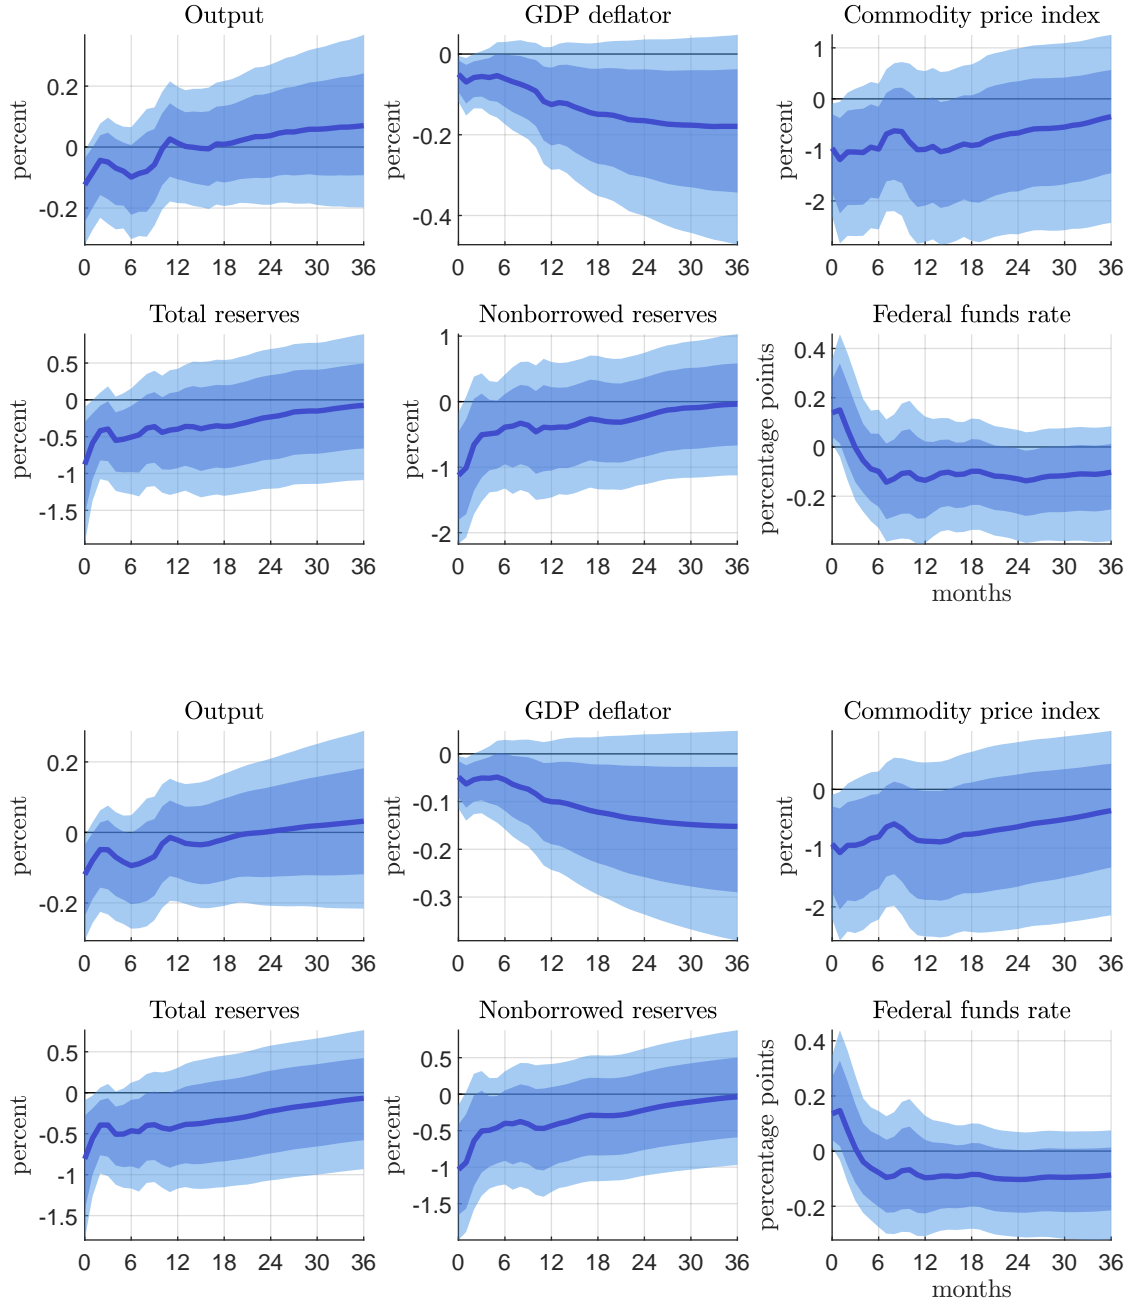 Output GDP deflator Commodity price index
percent
0.2
0
-0.2
0 6 12 18 24 30 36
percent
0
-0.2
-0.4
0 6 12 18 24 30 36
percent
1
0
-1
-2
0 6 12 18 24 30 36
Total reserves Nonborrowed reserves Federal funds rate
percent
0.5
0
-0.5
-1
-1.5
0 6 12 18 24 30 36
percent
1
0
-1
-2
0 6 12 18 24 30 36
percentage points
0.4
0.2
0
-0.2
0 6 12 18 24 30 36
months
Output GDP deflator Commodity price index
percent
0.2
0
-0.2
0 6 12 18 24 30 36
percent
0
-0.1
-0.2
-0.3
0 6 12 18 24 30 36
percent
0
-1
-2
0 6 12 18 24 30 36
Total reserves Nonborrowed reserves Federal funds rate
percent
0.5
0
-0.5
-1
-1.5
0 6 12 18 24 30 36
percent
0.5
0
-0.5
-1
-1.5
0 6 12 18 24 30 36
percentage points
0.4
0.2
0
-0.2
0 6 12 18 24 30 36
months